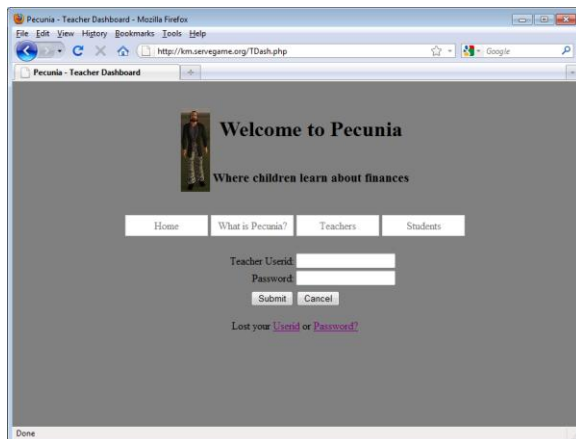 Pecunia - Teacher Dashboard - Mozilla Firefox
File Edit View History Bookmarks Tools Help
http://km.servegame.org/TDash.php
Google
Pecunia - Teacher Dashboard
Welcome to Pecunia
Where children learn about finances
Home What is Pecunia? Teachers Students
Teacher Userid:
Password:
Submit Cancel
Lost your Userid or Password?
Done